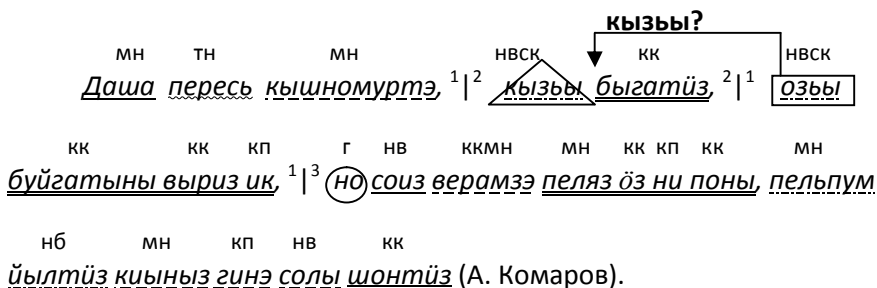 кызьы?
мн тн мн нвск кк нвск
Даша пересь кышномуртэ, ¹|² кызьы быгатӥз, ²|¹ озьы
кк кк кп г нв ккмн мн кк кп кк мн
буйгатыны выриз ик, ¹|³ но соиз верамзэ пеляз ӧз ни поны, пельпум
нб мн кп нв кк
йылтӥз киыныз гинэ солы шонтӥз (А. Комаров).